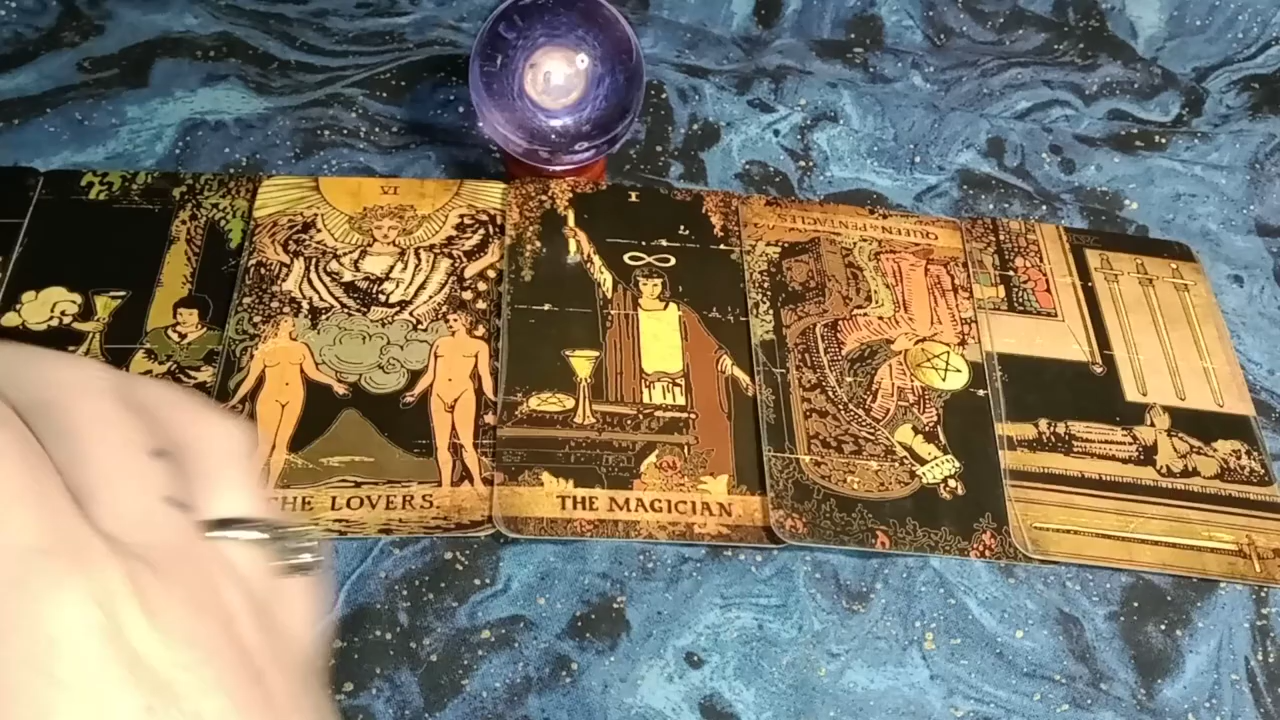 VI
THE LOVERS.
I
THE MAGICIAN.
QUEEN of PENTACLES.